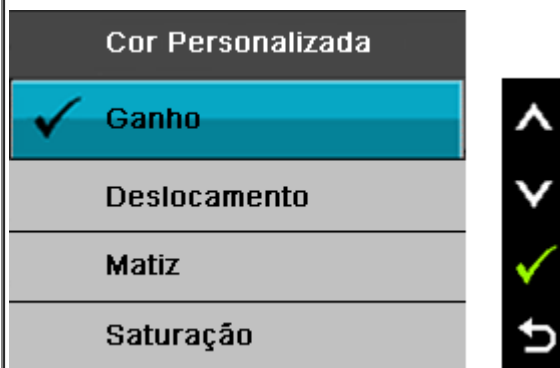 Cor Personalizada
Ganho
Deslocamento
Matiz
Saturação